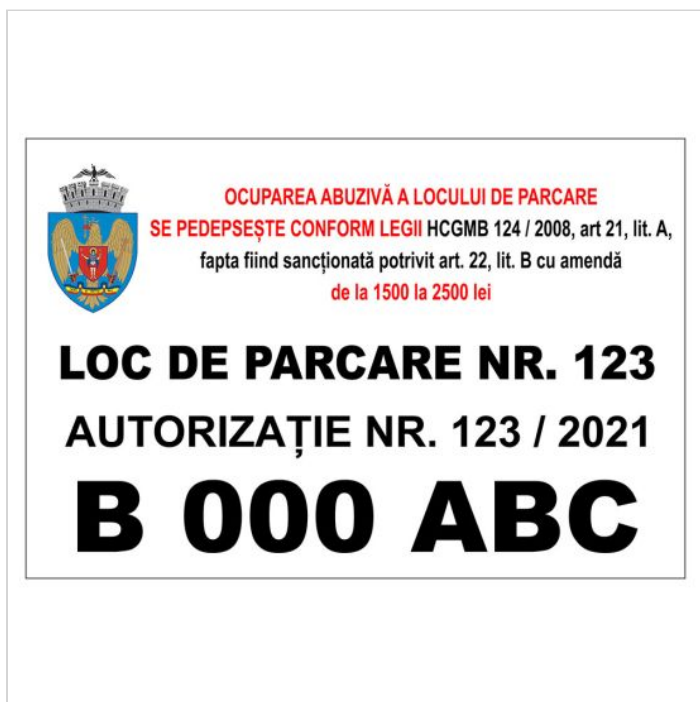 OCUPAREA ABUZIVĂ A LOCULUI DE PARCARE
SE PEDEPSEȘTE CONFORM LEGII HCGMB 124 / 2008, art 21, lit. A,
fapta fiind sancționată potrivit art. 22, lit. B cu amendă
de la 1500 la 2500 lei
LOC DE PARCARE NR. 123
AUTORIZAȚIE NR. 123 / 2021
B 000 ABC